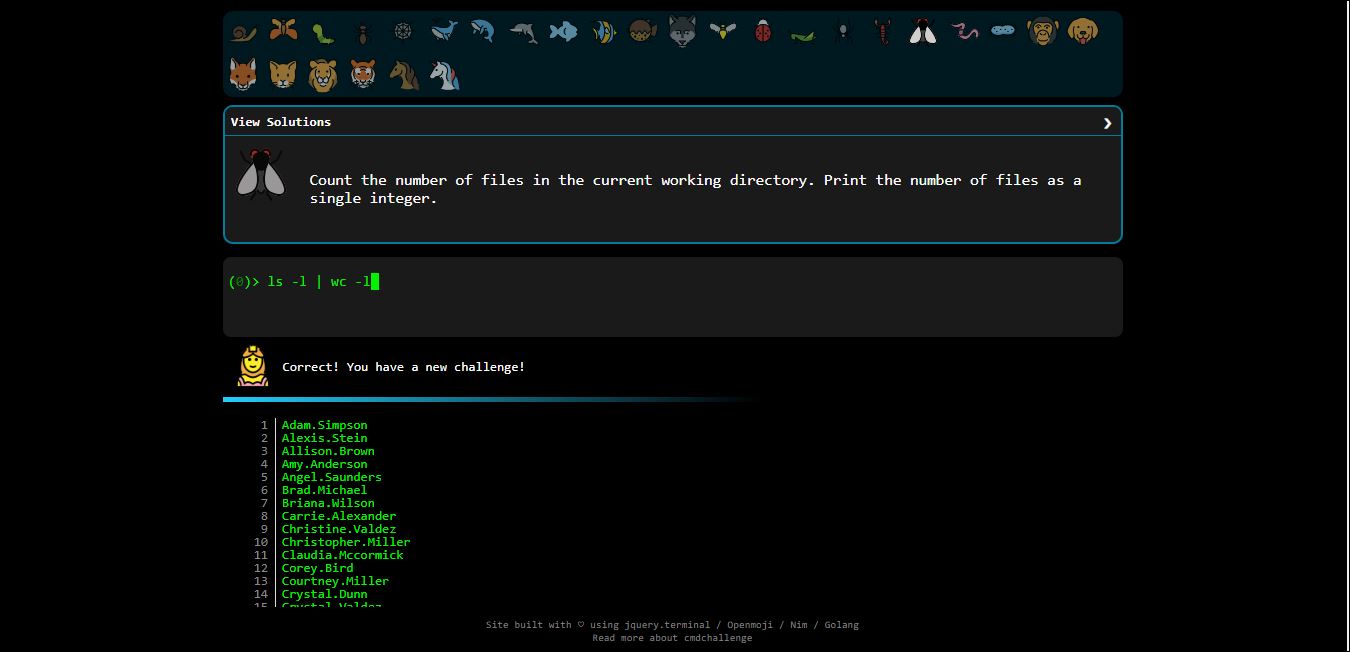 View Solutions ❯
Count the number of files in the current working directory. Print the number of files as a
single integer.
(0)> ls -l | wc -l
Correct! You have a new challenge!
1 Adam.Simpson
2 Alexis.Stein
3 Allison.Brown
4 Amy.Anderson
5 Angel.Saunders
6 Brad.Michael
7 Briana.Wilson
8 Carrie.Alexander
9 Christine.Valdez
10 Christopher.Miller
11 Claudia.Mccormick
12 Corey.Bird
13 Courtney.Miller
14 Crystal.Dunn
15 Crystal.Valdez
Site built with ♡ using jquery.terminal / Openmoji / Nim / Golang
Read more about cmdchallenge